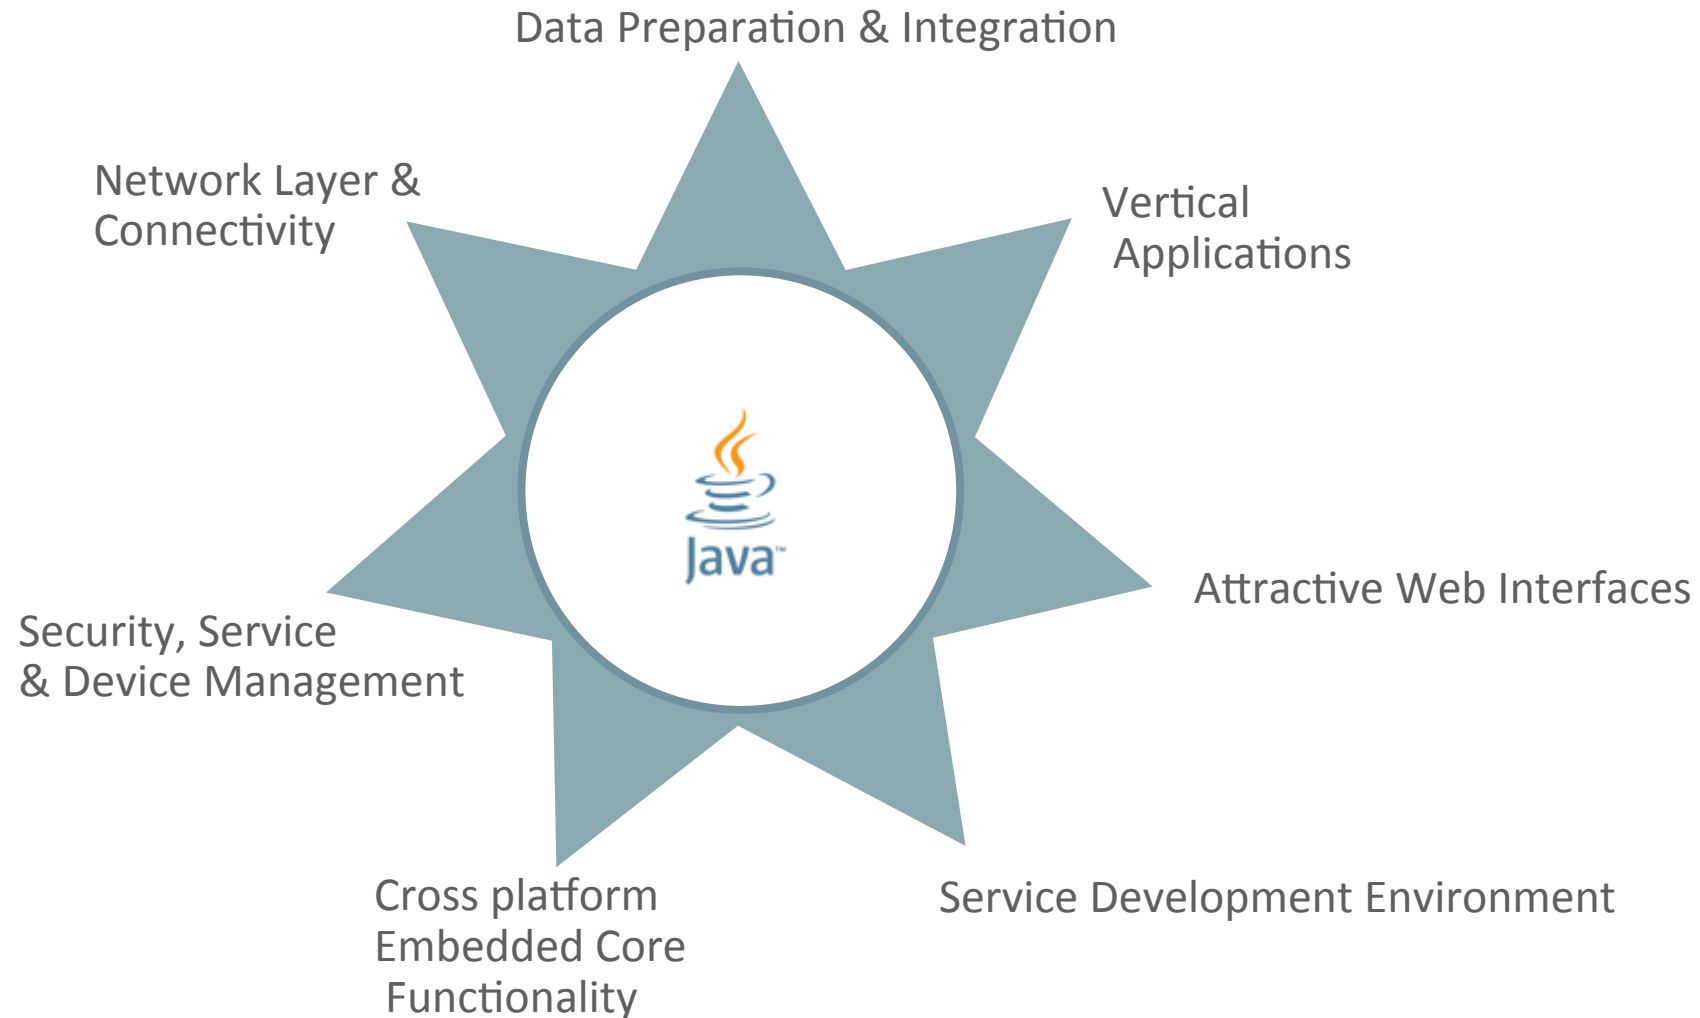 Data Preparation & Integration
Network Layer &
Connectivity
Vertical
Applications
Java™
Attractive Web Interfaces
Security, Service
& Device Management
Cross platform
Embedded Core
Functionality
Service Development Environment